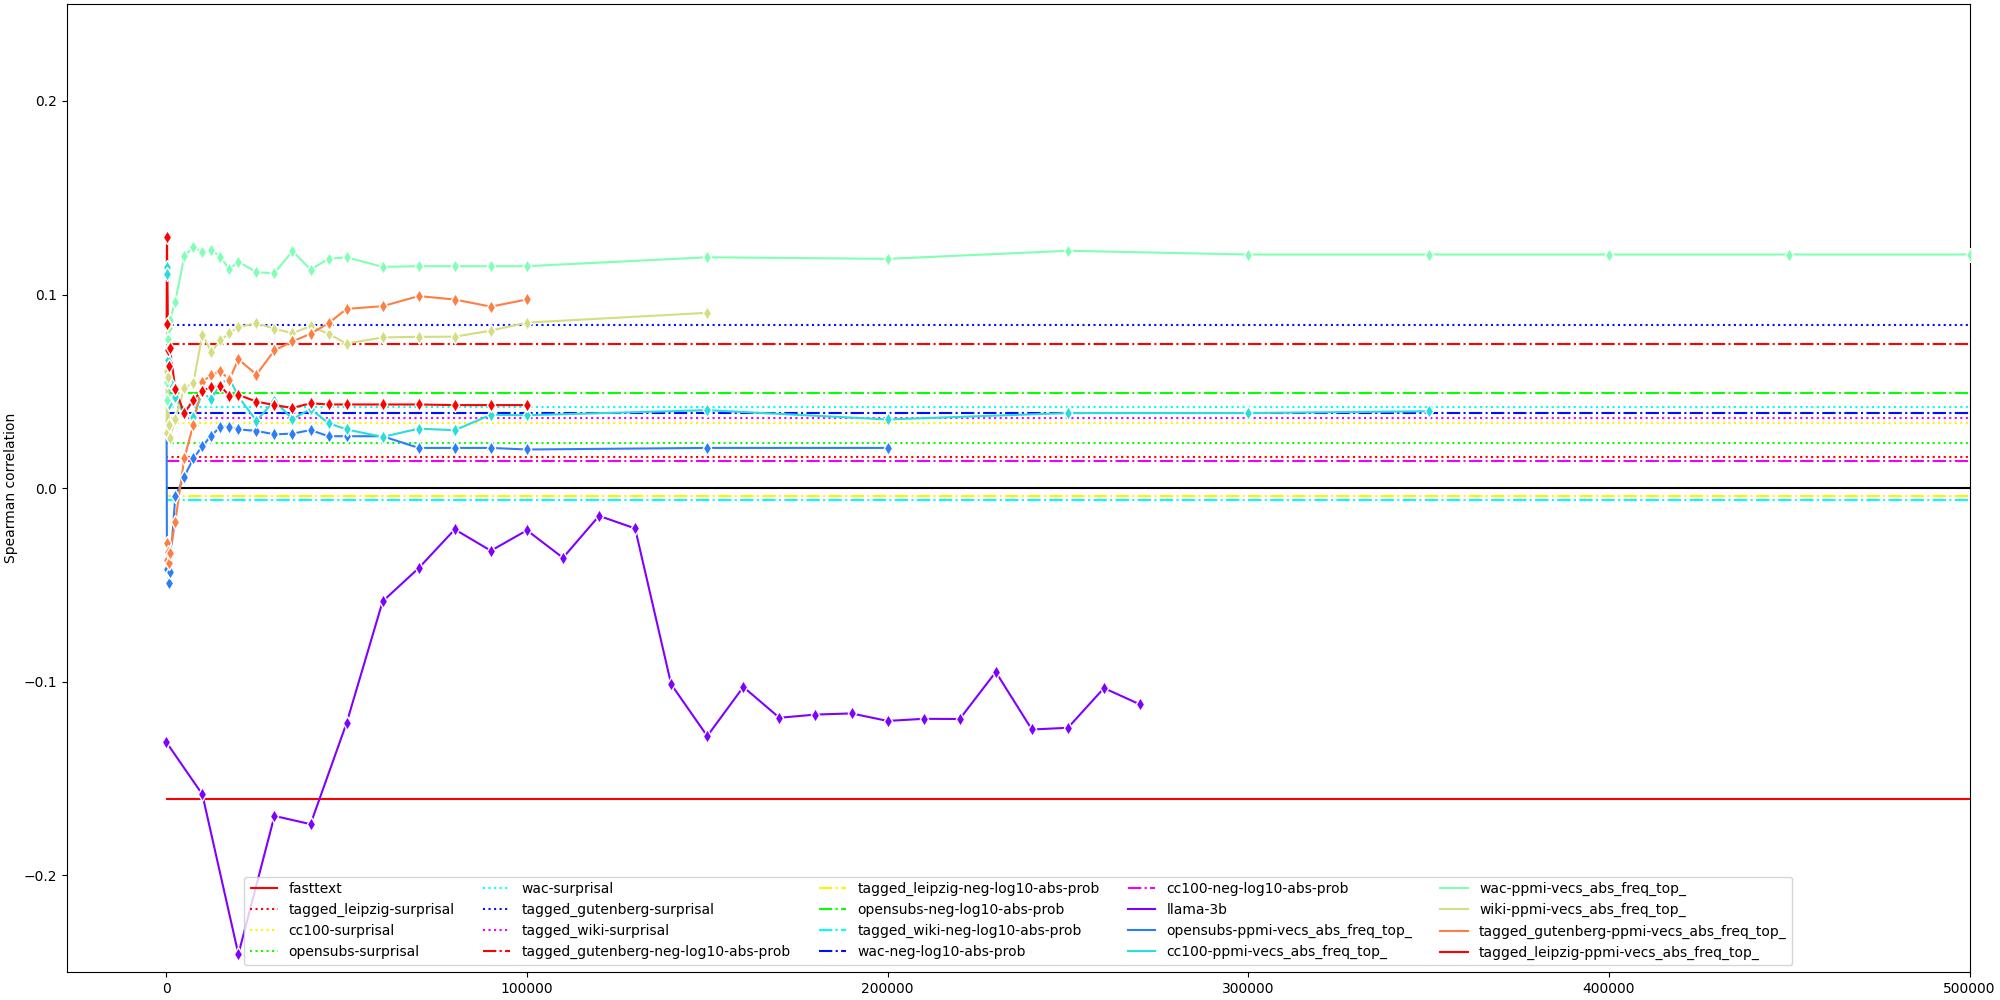 0.2
0.1
0.0
−0.1
−0.2
Spearman correlation
fasttext
tagged_leipzig-surprisal
cc100-surprisal
opensubs-surprisal
wac-surprisal
tagged_gutenberg-surprisal
tagged_wiki-surprisal
tagged_gutenberg-neg-log10-abs-prob
tagged_leipzig-neg-log10-abs-prob
opensubs-neg-log10-abs-prob
tagged_wiki-neg-log10-abs-prob
wac-neg-log10-abs-prob
cc100-neg-log10-abs-prob
llama-3b
opensubs-ppmi-vecs_abs_freq_top_
cc100-ppmi-vecs_abs_freq_top_
wac-ppmi-vecs_abs_freq_top_
wiki-ppmi-vecs_abs_freq_top_
tagged_gutenberg-ppmi-vecs_abs_freq_top_
tagged_leipzig-ppmi-vecs_abs_freq_top_
0 100000 200000 300000 400000 500000